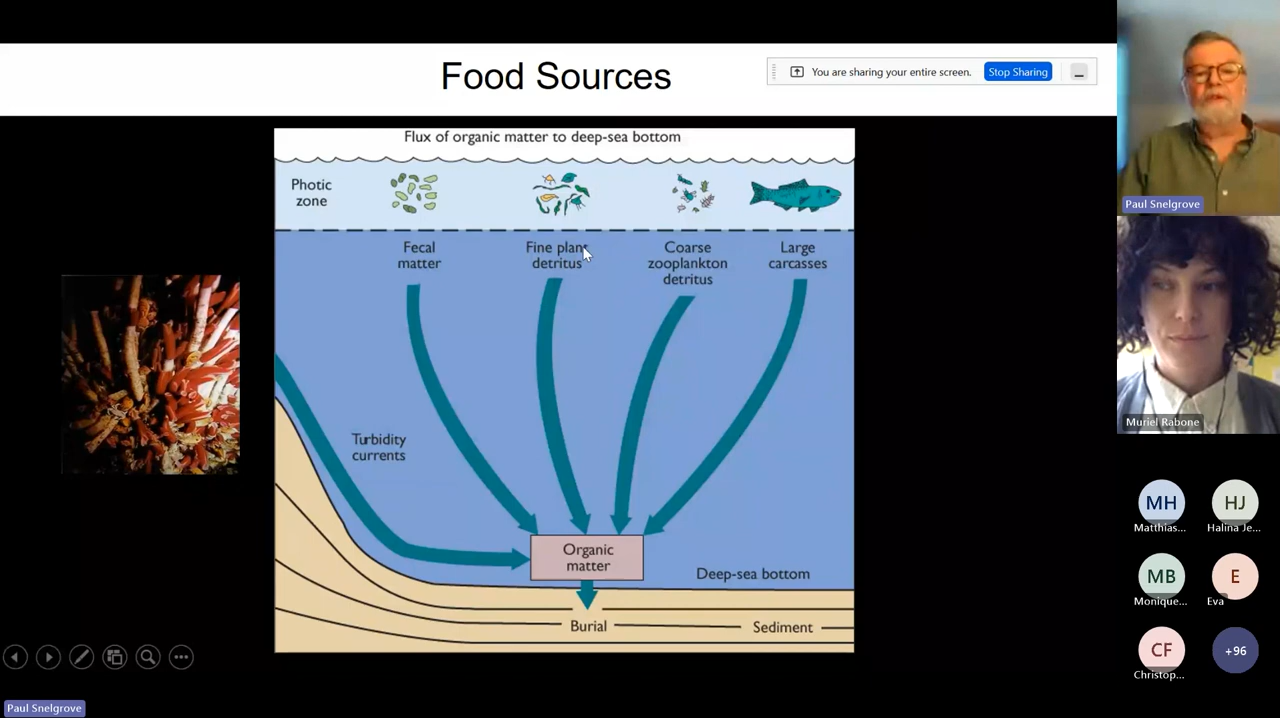 Food Sources
You are sharing your entire screen.
Stop Sharing
Flux of organic matter to deep-sea bottom
Photic
zone
Fecal
matter
Fine plant
detritus
Coarse
zooplankton
detritus
Large
carcasses
Turbidity
currents
Organic
matter
Deep-sea bottom
Burial
Sediment
Paul Snelgrove
Muriel Rabone
MH
Matthias...
HJ
Halina Je...
MB
Monique...
E
Eva
CF
Christop...
+96
Paul Snelgrove